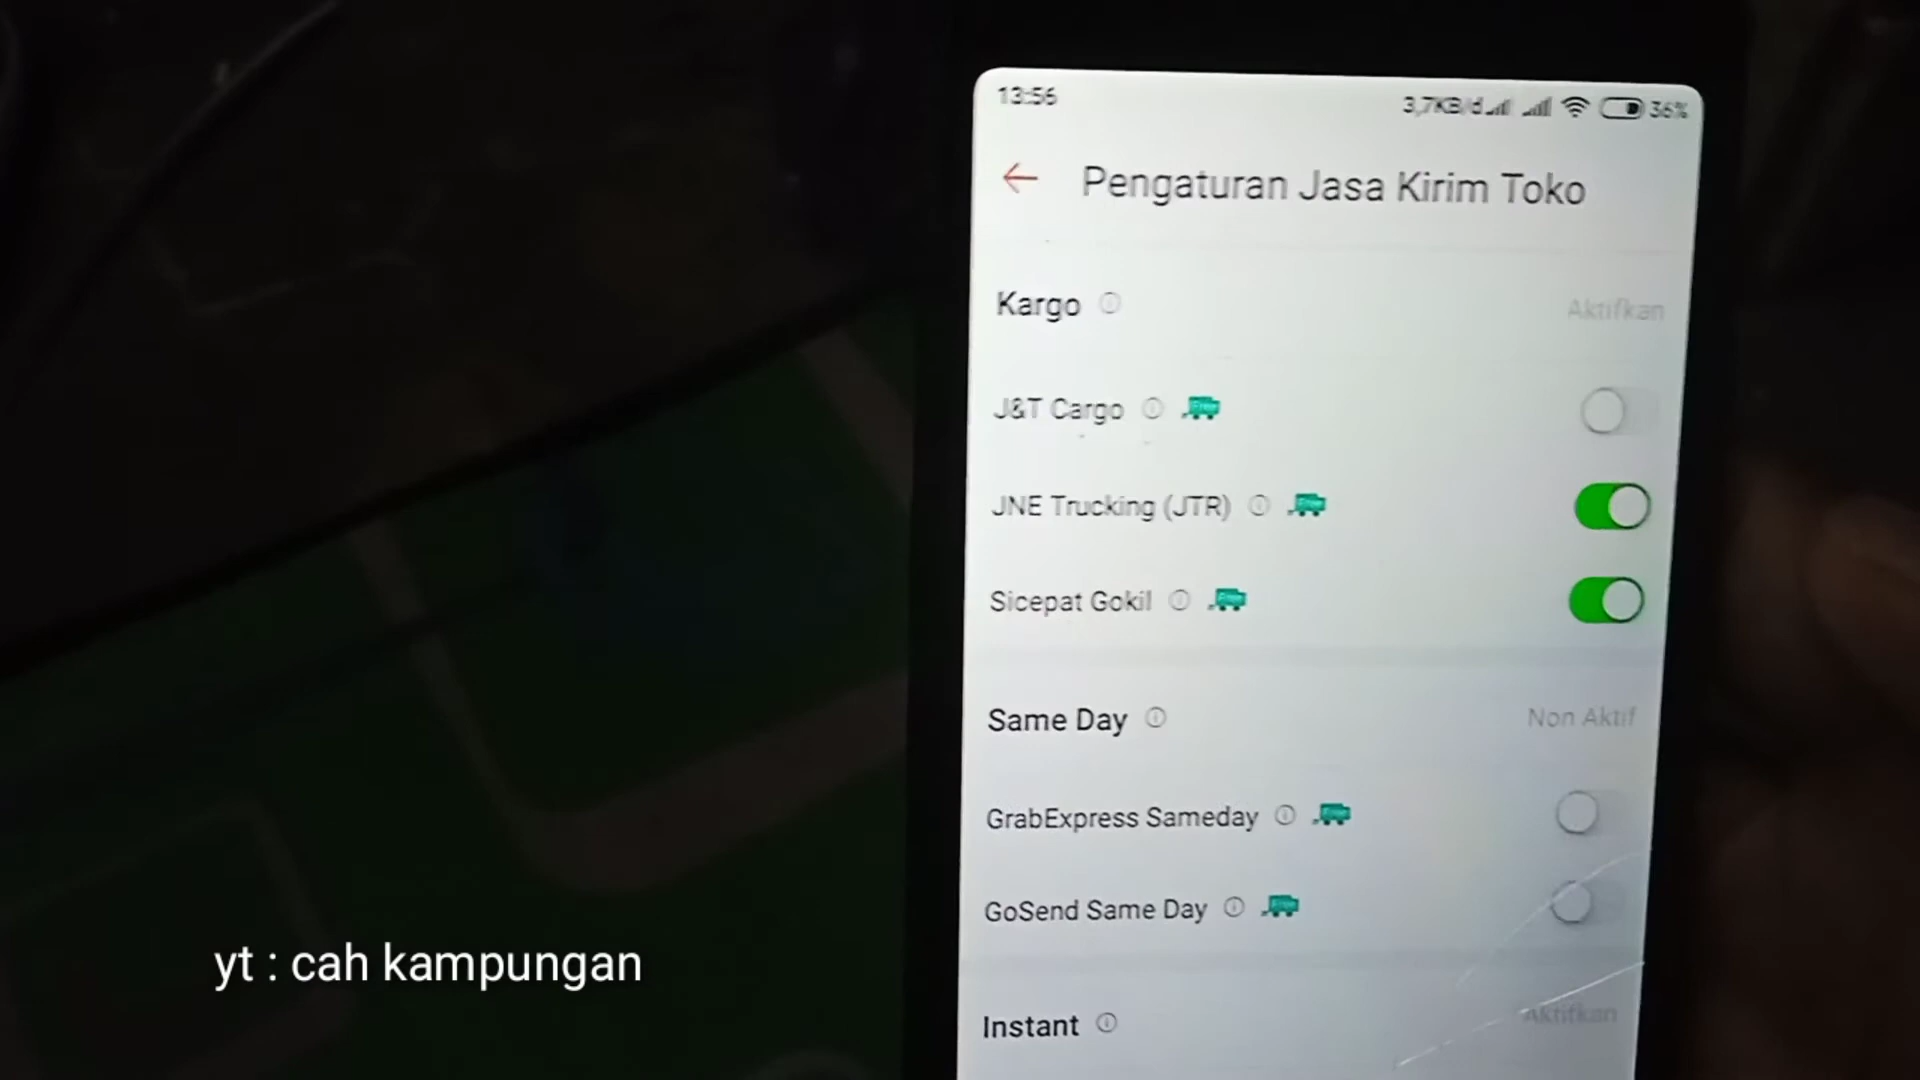 13:56
3,7KB/d
36%
Pengaturan Jasa Kirim Toko
Kargo
Aktifkan
J&T Cargo
JNE Trucking (JTR)
Sicepat Gokil
Same Day
Non Aktif
GrabExpress Sameday
GoSend Same Day
Instant
Aktifkan
yt : cah kampungan